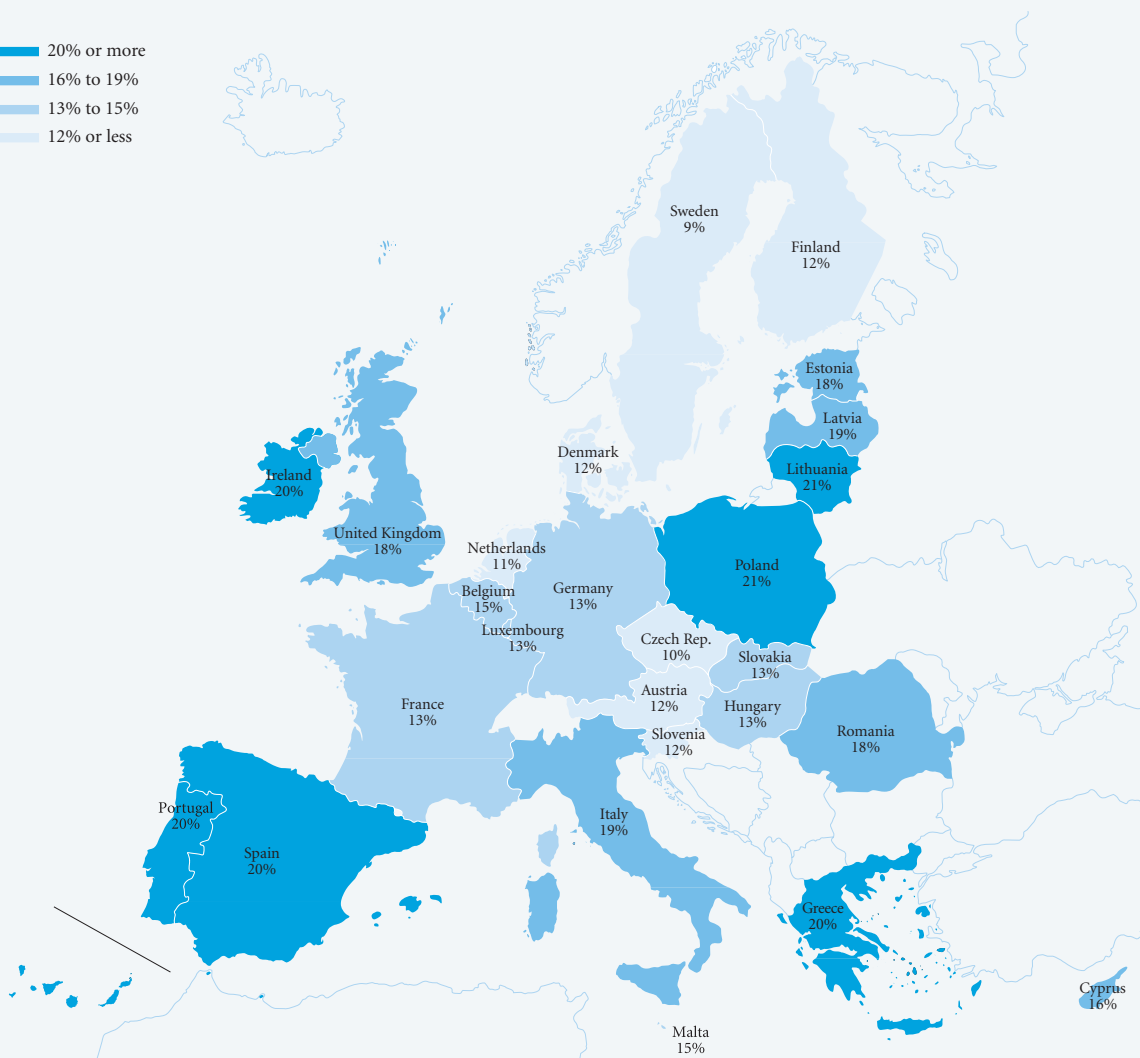 20% or more
16% to 19%
13% to 15%
12% or less
Sweden
9%
Finland
12%
Estonia
18%
Latvia
19%
Lithuania
21%
Denmark
12%
Ireland
20%
United Kingdom
18%
Netherlands
11%
Belgium
15%
Luxembourg
13%
Germany
13%
Poland
21%
Czech Rep.
10%
Slovakia
13%
Austria
12%
Hungary
13%
Slovenia
12%
France
13%
Romania
18%
Portugal
20%
Spain
20%
Italy
19%
Greece
20%
Cyprus
16%
Malta
15%